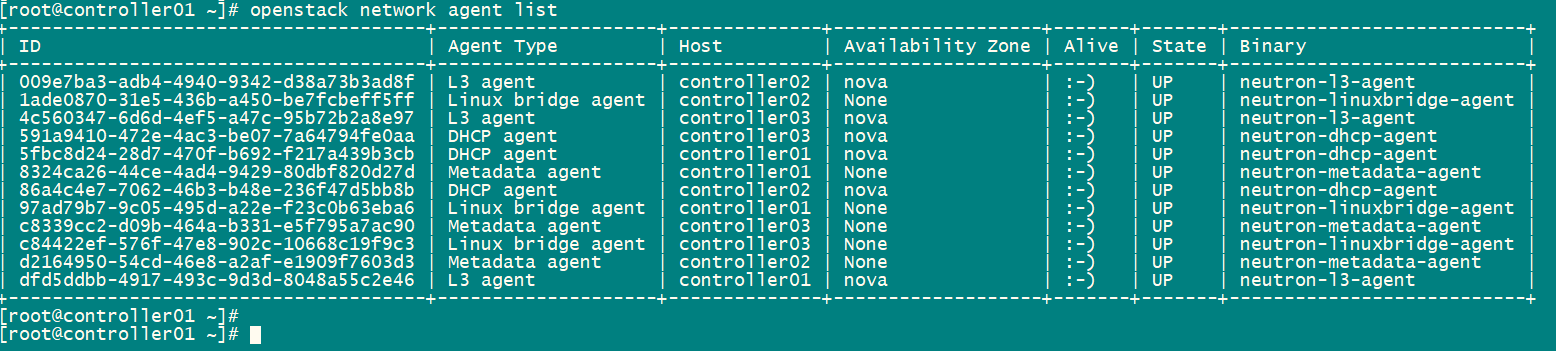 [root@controller01 ~]# openstack network agent list
+--------------------------------------+--------------------+--------------+-------------------+-------+-------+---------------------------+
| ID | Agent Type | Host | Availability Zone | Alive | State | Binary |
+--------------------------------------+--------------------+--------------+-------------------+-------+-------+---------------------------+
| 009e7ba3-adb4-4940-9342-d38a73b3ad8f | L3 agent | controller02 | nova | :-) | UP | neutron-l3-agent |
| 1ade0870-31e5-436b-a450-be7fcbeff5ff | Linux bridge agent | controller02 | None | :-) | UP | neutron-linuxbridge-agent |
| 4c560347-6d6d-4ef5-a47c-95b72b2a8e97 | L3 agent | controller03 | nova | :-) | UP | neutron-l3-agent |
| 591a9410-472e-4ac3-be07-7a64794fe0aa | DHCP agent | controller03 | nova | :-) | UP | neutron-dhcp-agent |
| 5fbc8d24-28d7-470f-b692-f217a439b3cb | DHCP agent | controller01 | nova | :-) | UP | neutron-dhcp-agent |
| 8324ca26-44ce-4ad4-9429-80dbf820d27d | Metadata agent | controller01 | None | :-) | UP | neutron-metadata-agent |
| 86a4c4e7-7062-46b3-b48e-236f47d5bb8b | DHCP agent | controller02 | nova | :-) | UP | neutron-dhcp-agent |
| 97ad79b7-9c05-495d-a22e-f23c0b63eba6 | Linux bridge agent | controller01 | None | :-) | UP | neutron-linuxbridge-agent |
| c8339cc2-d09b-464a-b331-e5f795a7ac90 | Metadata agent | controller03 | None | :-) | UP | neutron-metadata-agent |
| c84422ef-576f-47e8-902c-10668c19f9c3 | Linux bridge agent | controller03 | None | :-) | UP | neutron-linuxbridge-agent |
| d2164950-54cd-46e8-a2af-e1909f7603d3 | Metadata agent | controller02 | None | :-) | UP | neutron-metadata-agent |
| dfd5ddbb-4917-493c-9d3d-8048a55c2e46 | L3 agent | controller01 | nova | :-) | UP | neutron-l3-agent |
+--------------------------------------+--------------------+--------------+-------------------+-------+-------+---------------------------+
[root@controller01 ~]#
[root@controller01 ~]#